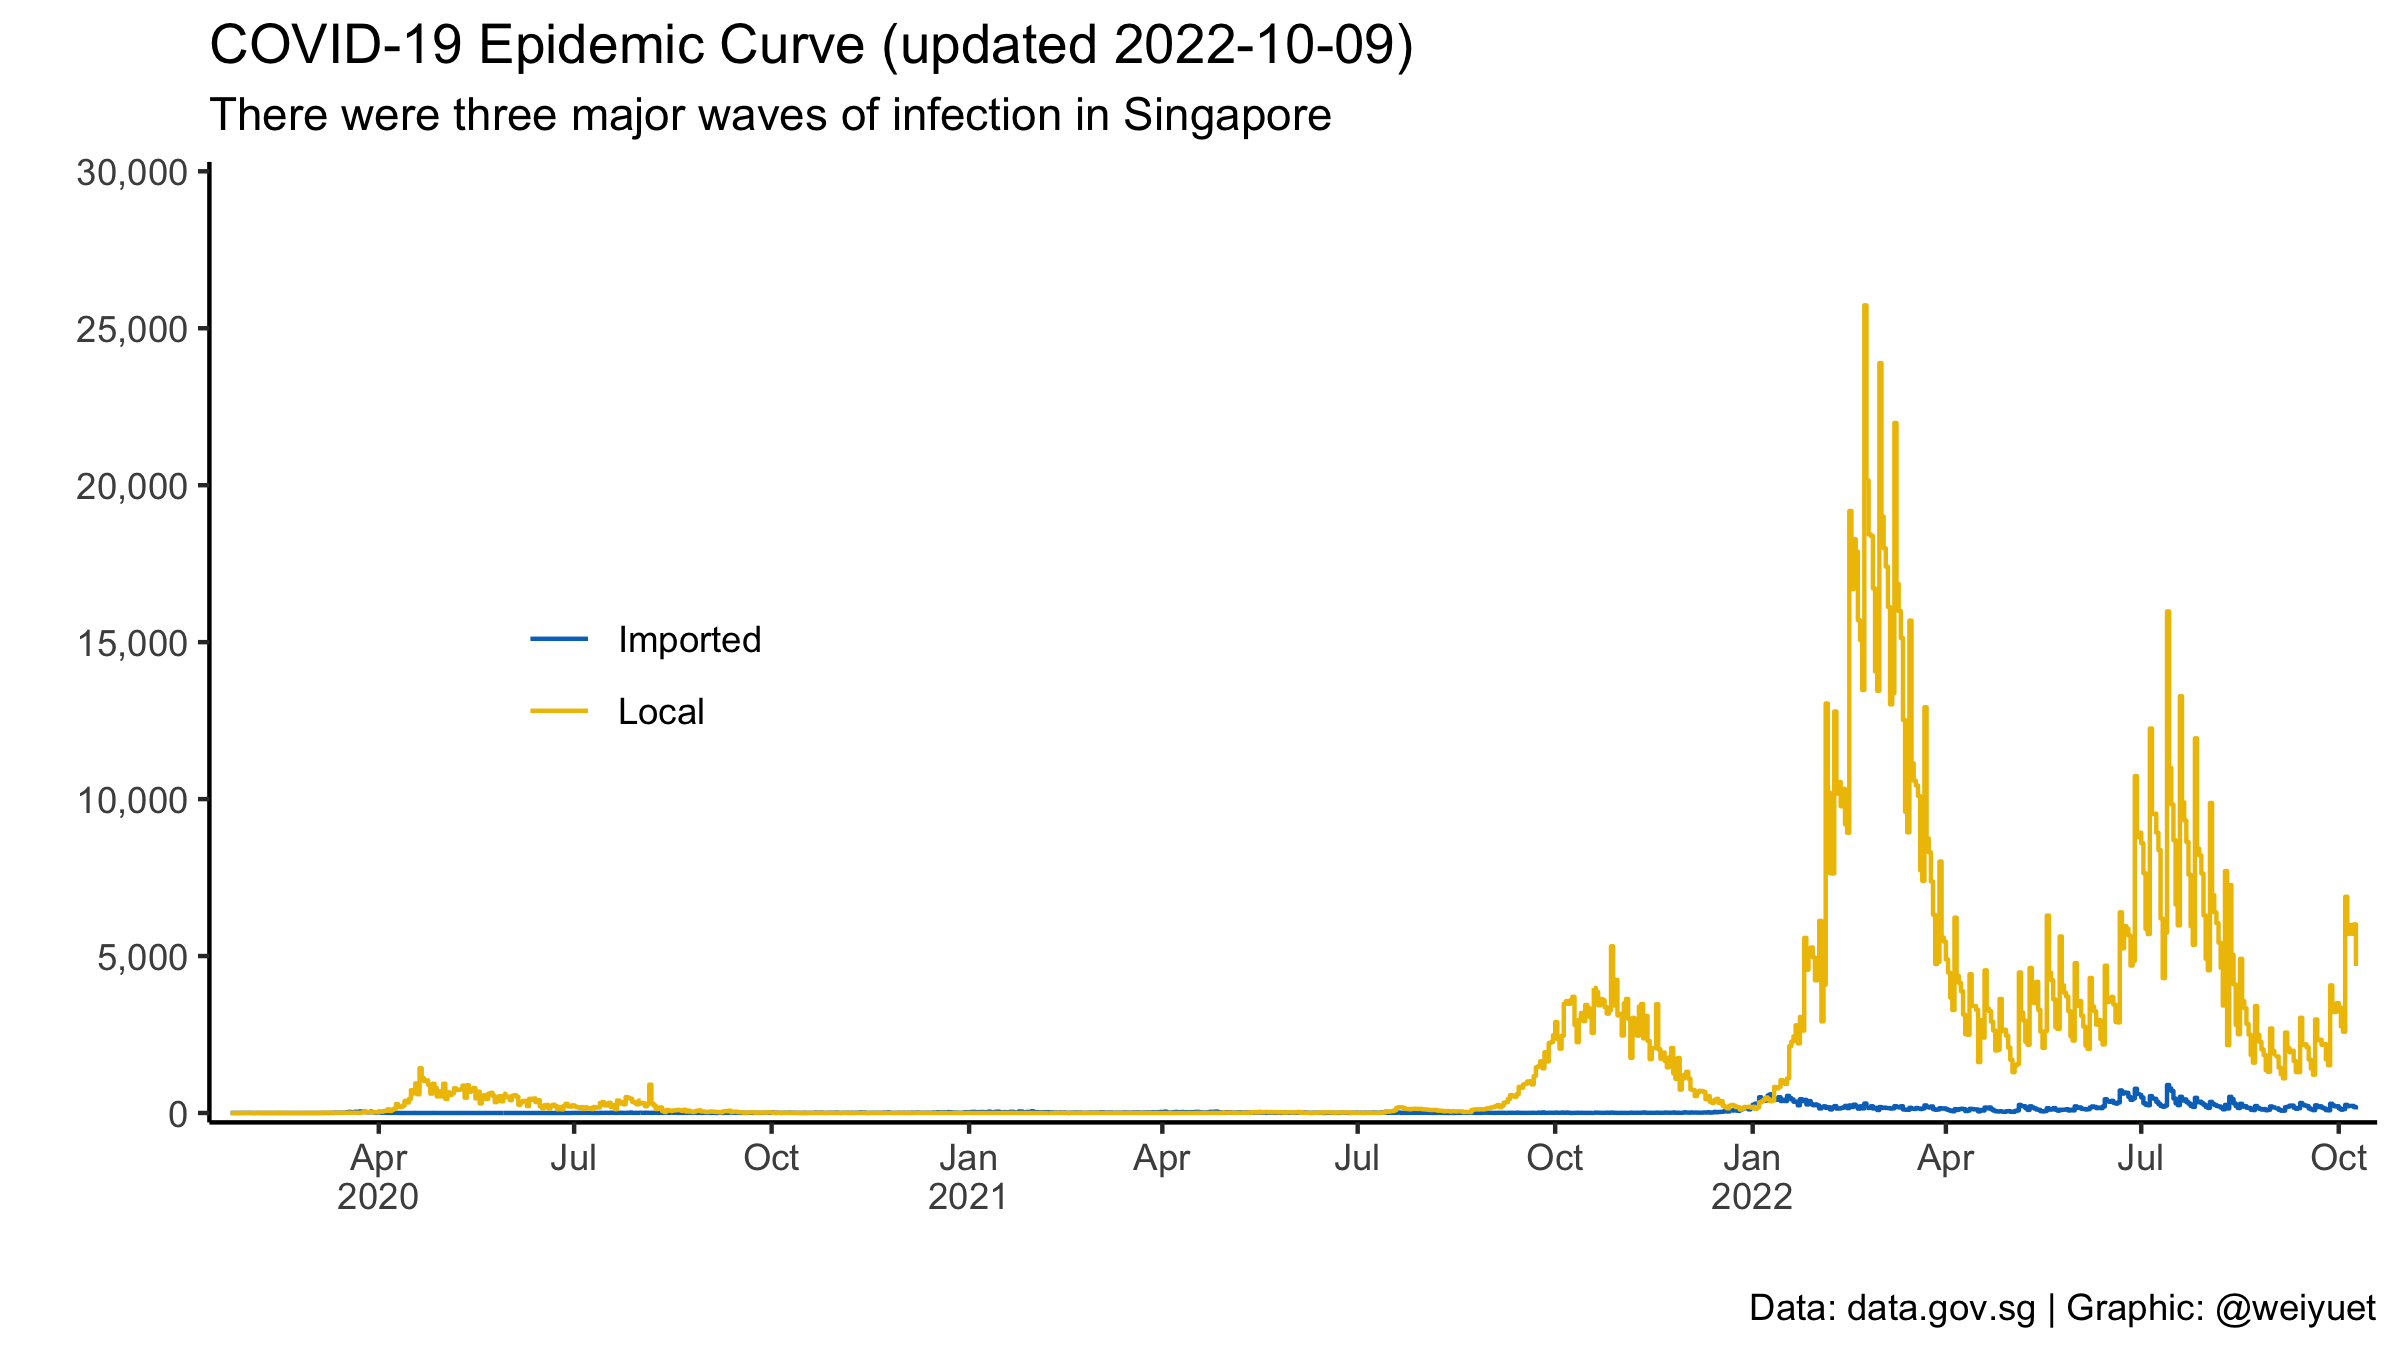 COVID-19 Epidemic Curve (updated 2022-10-09)
There were three major waves of infection in Singapore
30,000
25,000
20,000
15,000
10,000
5,000
0
Imported
Local
Apr Jul Oct Jan Apr Jul Oct Jan Apr Jul Oct
2020 2021 2022
Data: data.gov.sg | Graphic: @weiyuet